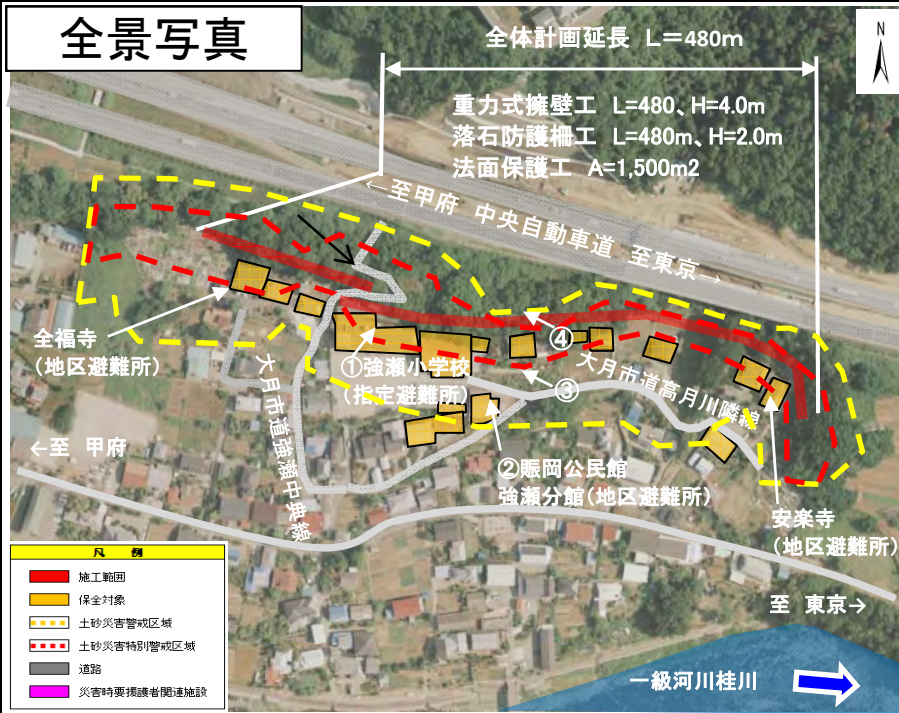 全景写真
N
全体計画延長 L=480m
重力式擁壁工 L=480、H=4.0m
落石防護柵工 L=480m、H=2.0m
法面保護工 A=1,500m2
←至甲府 中央自動車道 至東京→
全福寺
(地区避難所)
①強瀬小学校
(指定避難所)
④
③
大月市道高月川隣線
大月市道強瀬中央線
←至 甲府
②賑岡公民館
強瀬分館(地区避難所)
安楽寺
(地区避難所)
至 東京→
一級河川桂川
凡 例
施工範囲
保全対象
土砂災害警戒区域
土砂災害特別警戒区域
道路
災害時要援護者関連施設